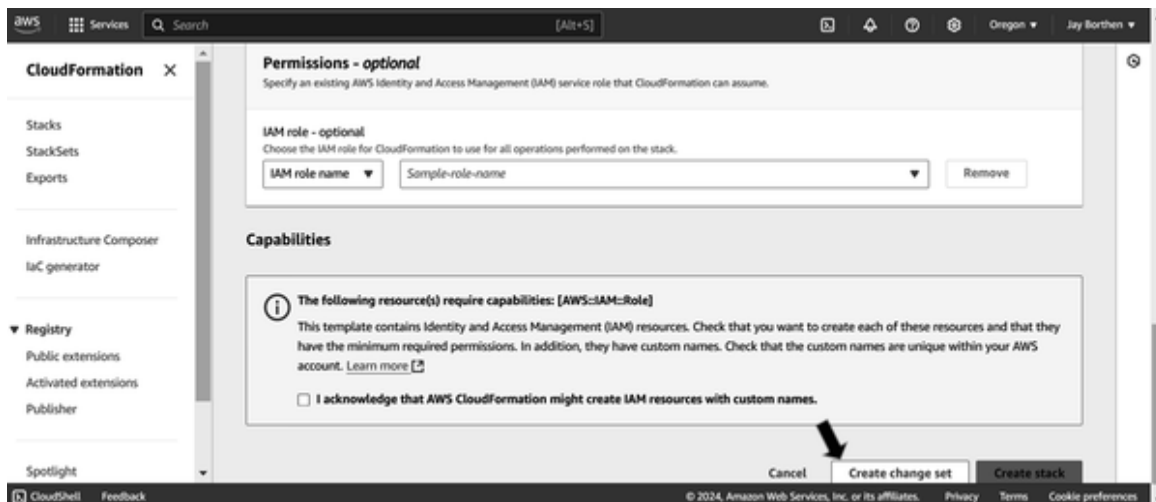 aws
Services
Search
[Alt+S]
Oregon
Jay Borthen
CloudFormation
Stacks
StackSets
Exports
Infrastructure Composer
IaC generator
Registry
Public extensions
Activated extensions
Publisher
Spotlight
Permissions - optional
Specify an existing AWS Identity and Access Management (IAM) service role that CloudFormation can assume.
IAM role - optional
Choose the IAM role for CloudFormation to use for all operations performed on the stack.
IAM role name
Sample-role-name
Remove
Capabilities
The following resource(s) require capabilities: [AWS::IAM::Role]
This template contains Identity and Access Management (IAM) resources. Check that you want to create each of these resources and that they
have the minimum required permissions. In addition, they have custom names. Check that the custom names are unique within your AWS
account. Learn more
I acknowledge that AWS CloudFormation might create IAM resources with custom names.
Cancel
Create change set
Create stack
CloudShell
Feedback
© 2024, Amazon Web Services, Inc. or its affiliates.
Privacy
Terms
Cookie preferences